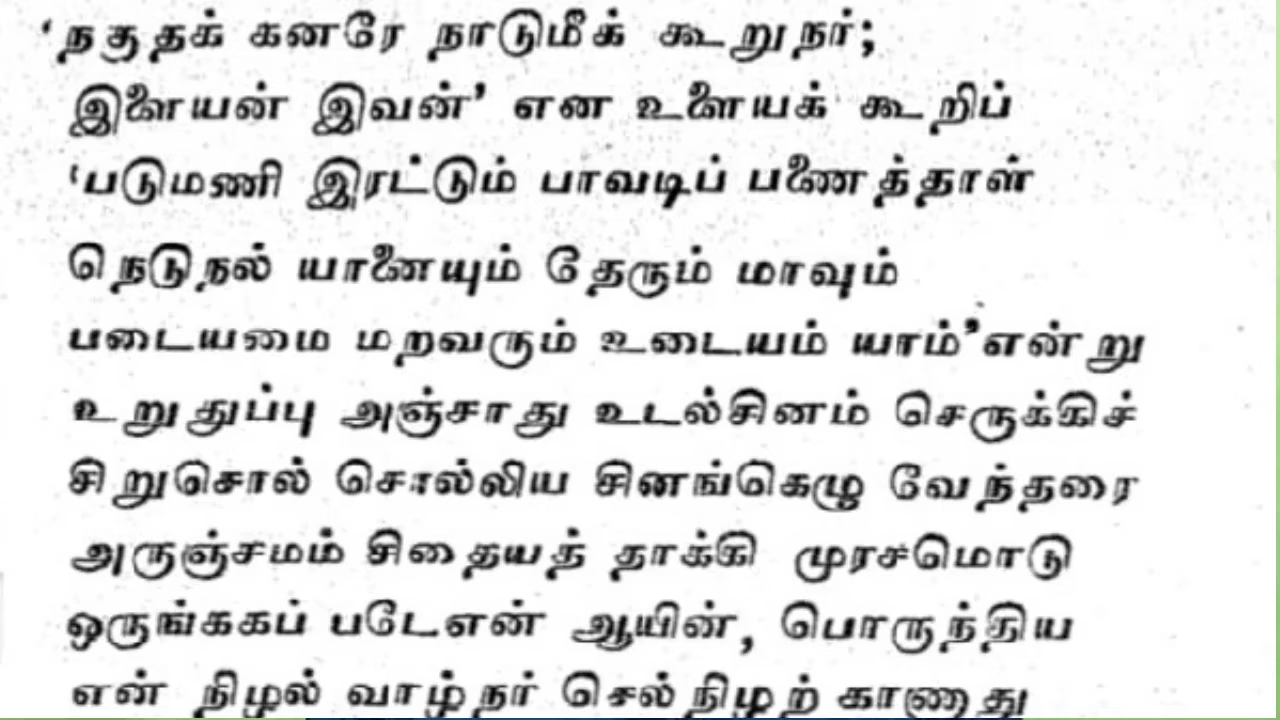 ‘நகுதக் கனரே நாடுமீக் கூறுநர்;
இளையன் இவன்’ என உளையக் கூறிப்
‘படுமணி இரட்டும் பாவடிப் பணைத்தாள்
நெடுநல் யானையும் தேரும் மாவும்
படையமை மறவரும் உடையம் யாம்’என்று
உறுதுப்பு அஞ்சாது உடல்சினம் செருக்கிச்
சிறுசொல் சொல்லிய சினங்கெழு வேந்தரை
அருஞ்சமம் சிதையத் தாக்கி முரசமொடு
ஒருங்ககப் படேஎன் ஆயின், பொருந்திய
என் நிழல் வாழ்நர் செல்நிழற் காணாது